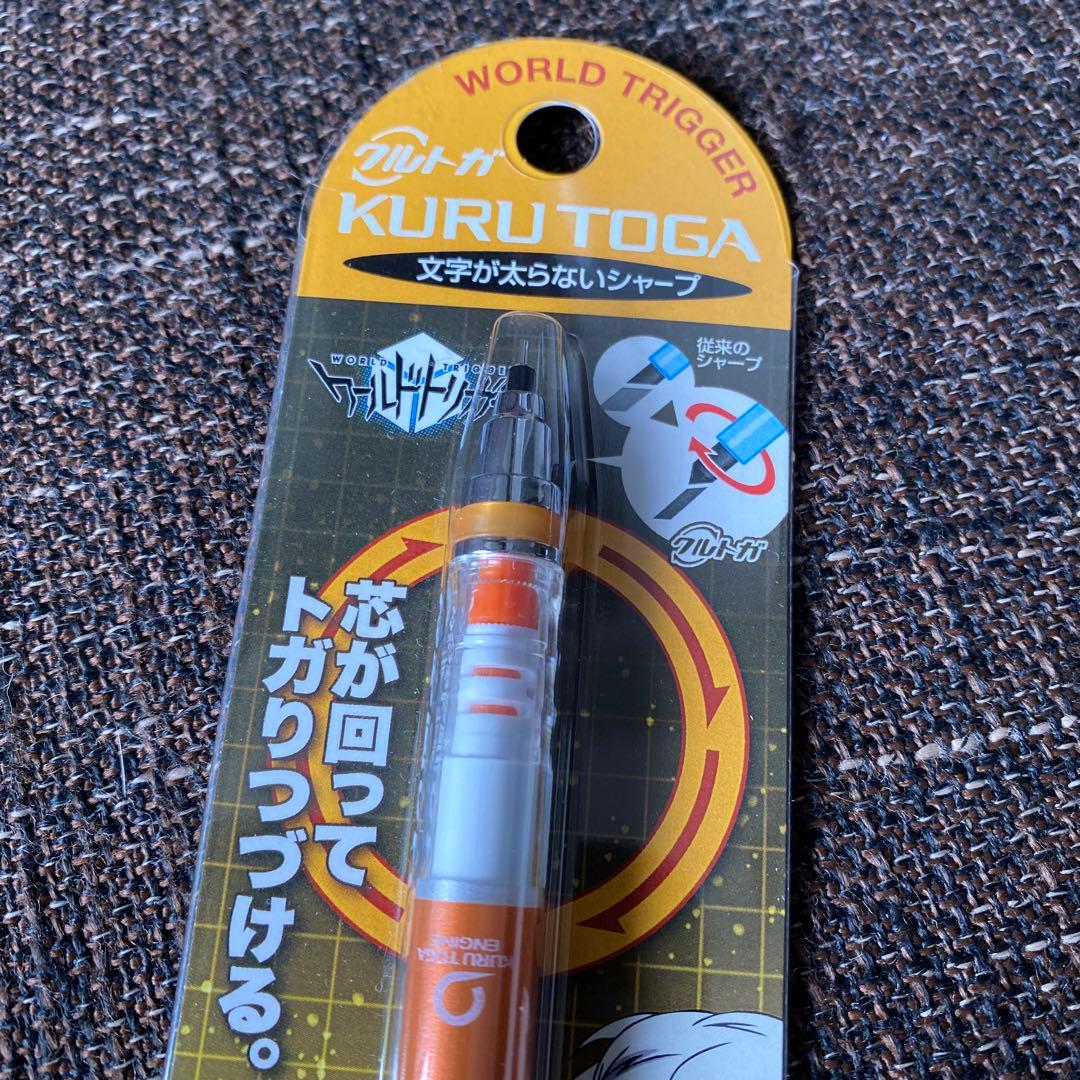 WORLD TRIGGER
クルトガ
KURU TOGA
文字が太らないシャープ
WORLD TRIGGE
ワールドトリガー
従来の
シャープ
クルトガ
芯が回って
トガりつづける。
KURU TOGA
ENGINE